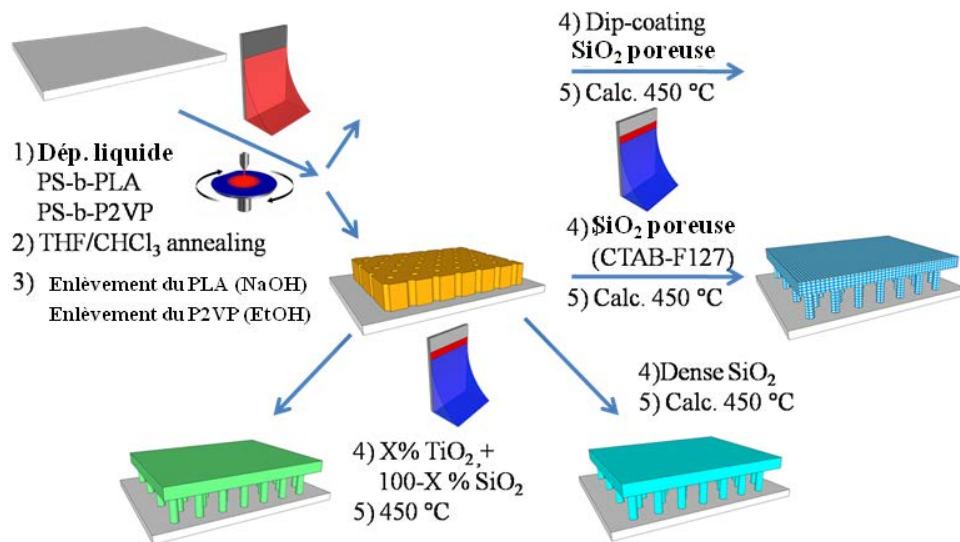 1) Dép. liquide
PS-b-PLA
PS-b-P2VP
2) THF/CHCl₃ annealing
3) Enlèvement du PLA (NaOH)
Enlèvement du P2VP (EtOH)
4) Dip-coating
SiO₂ poreuse
5) Calc. 450 °C
4) SiO₂ poreuse
(CTAB-F127)
5) Calc. 450 °C
4)Dense SiO₂
5) Calc. 450 °C
4) X% TiO₂ +
100-X % SiO₂
5) 450 °C